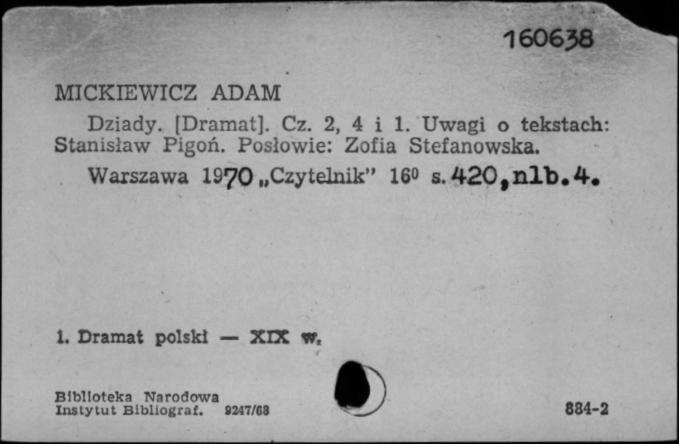 160638
MICKIEWICZ ADAM
Dziady. [Dramat]. Cz. 2, 4 i 1. Uwagi o tekstach:
Stanisław Pigoń. Posłowie: Zofia Stefanowska.
Warszawa 1970 „Czytelnik” 16⁰ s. 420, nlb. 4.
1. Dramat polski — XIX w.
Biblioteka Narodowa
Instytut Bibliograf. 9247/68
884-2